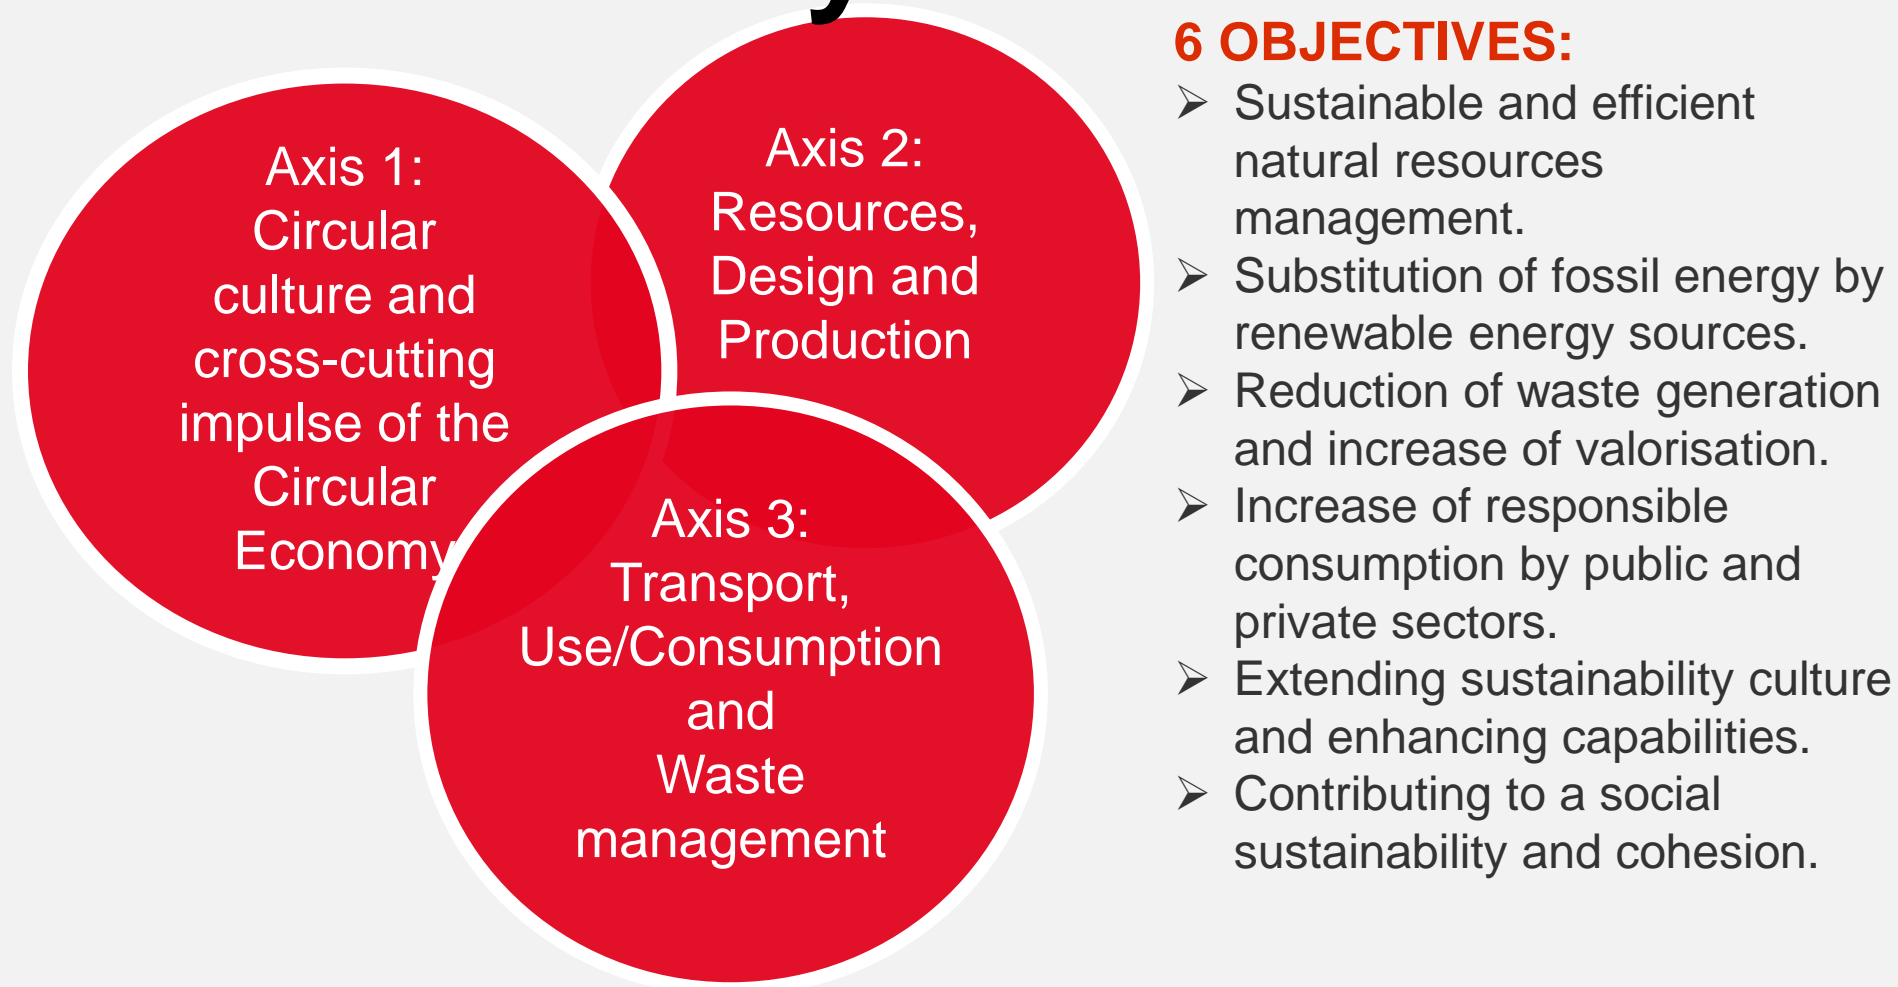 Axis 1:
Circular
culture and
cross-cutting
impulse of the
Circular
Economy
Axis 2:
Resources,
Design and
Production
Axis 3:
Transport,
Use/Consumption
and
Waste
management
6 OBJECTIVES:
➢ Sustainable and efficient
natural resources
management.
➢ Substitution of fossil energy by
renewable energy sources.
➢ Reduction of waste generation
and increase of valorisation.
➢ Increase of responsible
consumption by public and
private sectors.
➢ Extending sustainability culture
and enhancing capabilities.
➢ Contributing to a social
sustainability and cohesion.